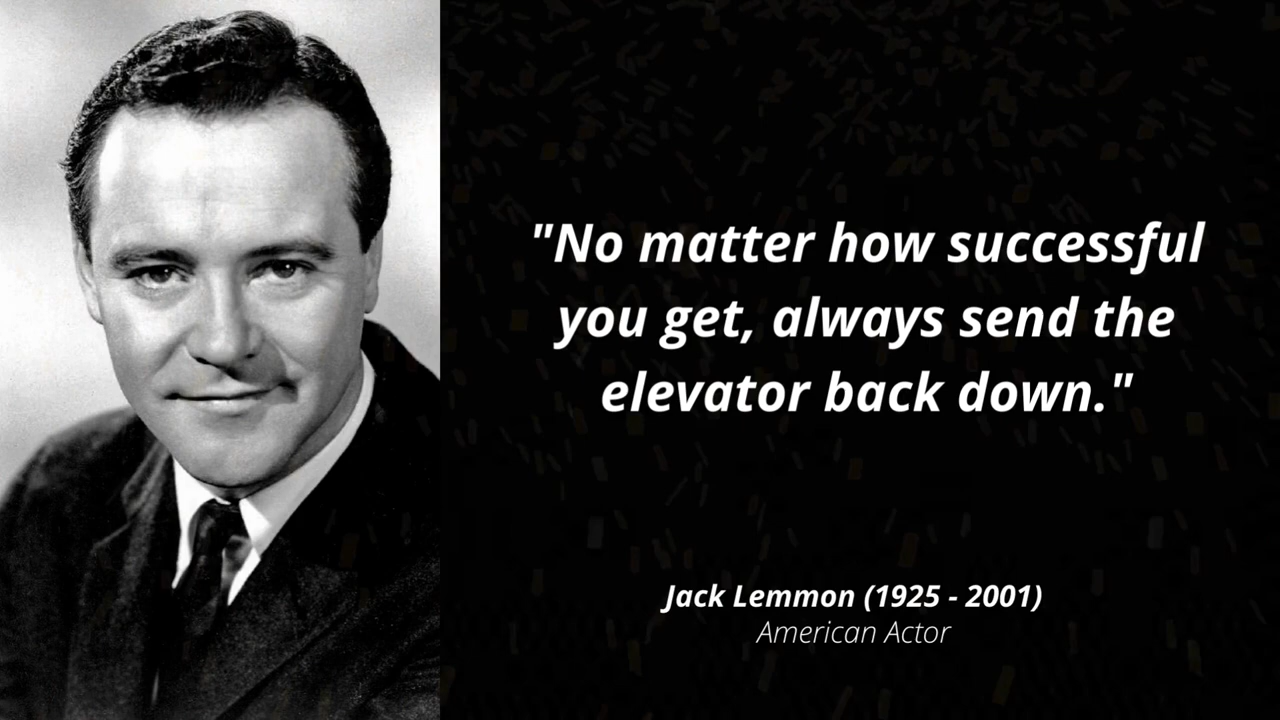 "No matter how successful
you get, always send the
elevator back down."
Jack Lemmon (1925 - 2001)
American Actor